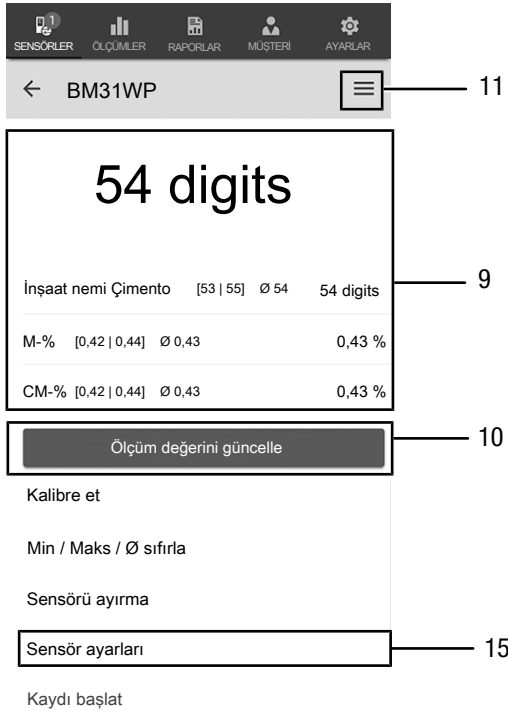 1
SENSÖRLER ÖLÇÜMLER RAPORLAR MÜŞTERİ AYARLAR
BM31WP
11
54 digits
İnşaat nemi Çimento [53 | 55] Ø 54 54 digits
9
M-% [0,42 | 0,44] Ø 0,43 0,43 %
CM-% [0,42 | 0,44] Ø 0,43 0,43 %
Ölçüm değerini güncelle
10
Kalibre et
Min / Maks / Ø sıfırla
Sensörü ayırma
Sensör ayarları
15
Kaydı başlat